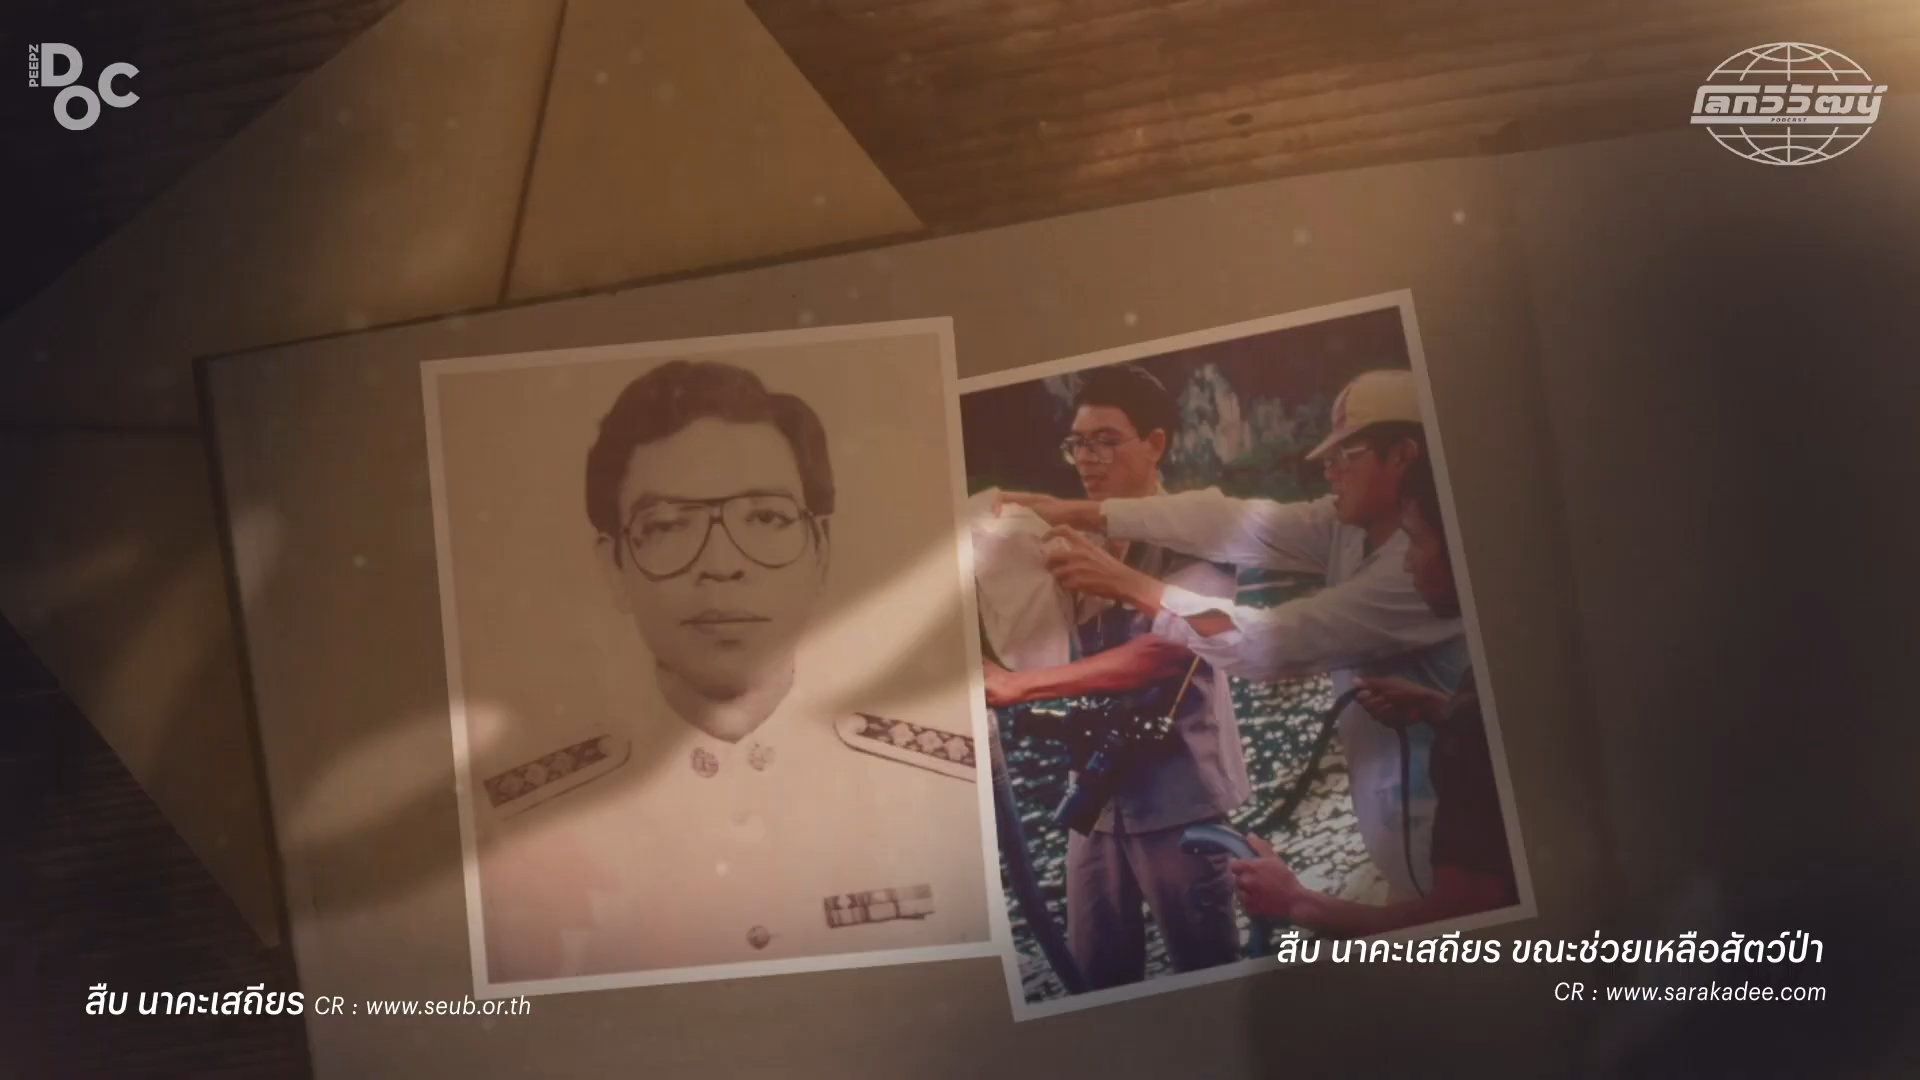 PEEPZ
DOC
โลกวิวัฒน์
PODCAST
สืบ นาคะเสถียร ขณะช่วยเหลือสัตว์ป่า
CR : www.sarakadee.com
สืบ นาคะเสถียร CR : www.seub.or.th